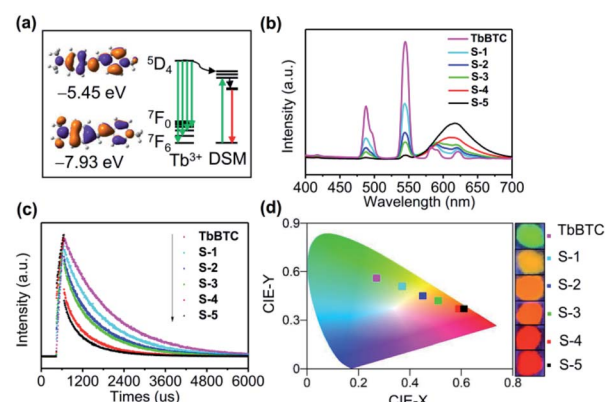 (a)
−5.45 eV
−7.93 eV
⁵D₄
⁷F₀
⁷F₆
Tb³⁺ DSM
(b)
Intensity (a.u.)
TbBTC
S-1
S-2
S-3
S-4
S-5
400 450 500 550 600 650 700
Wavelength (nm)
(c)
Intensity (a.u.)
TbBTC
S-1
S-2
S-3
S-4
S-5
0 1200 2400 3600 4800 6000
Times (us)
(d)
CIE-Y
0.9
0.6
0.3
0 0.2 0.4 0.6 0.8
CIE-X
TbBTC
S-1
S-2
S-3
S-4
S-5